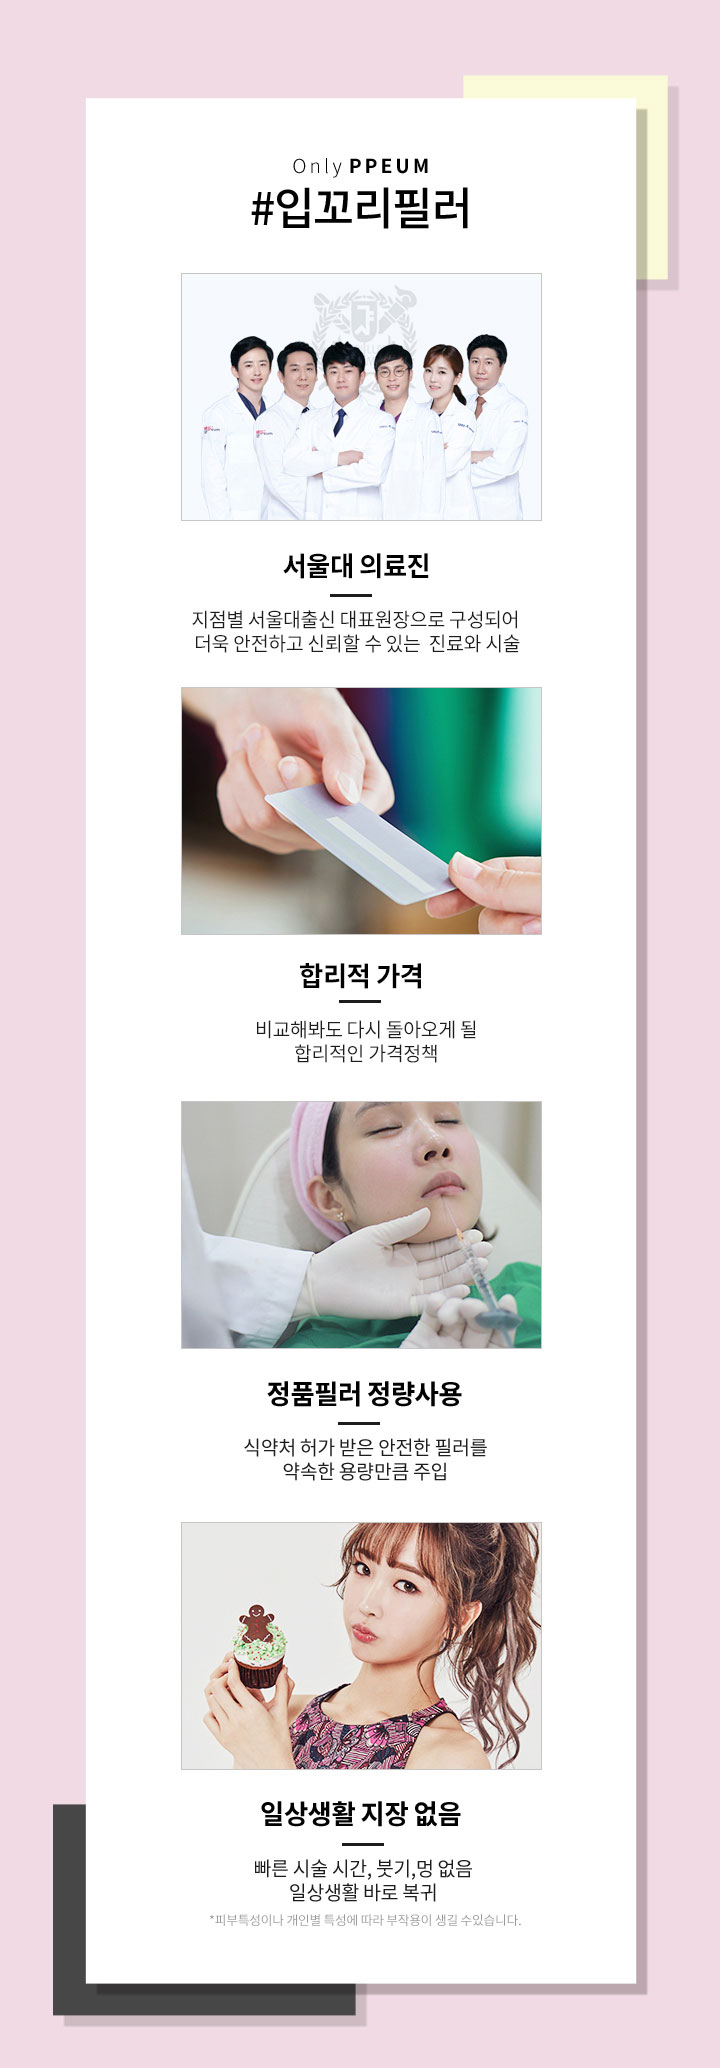 Only PPEUM
#입꼬리필러
서울대 의료진
지점별 서울대출신 대표원장으로 구성되어
더욱 안전하고 신뢰할 수 있는 진료와 시술
합리적 가격
비교해봐도 다시 돌아오게 될
합리적인 가격정책
정품필러 정량사용
식약처 허가 받은 안전한 필러를
약속한 용량만큼 주입
일상생활 지장 없음
빠른 시술 시간, 붓기,멍 없음
일상생활 바로 복귀
*피부특성이나 개인별 특성에 따라 부작용이 생길 수있습니다.